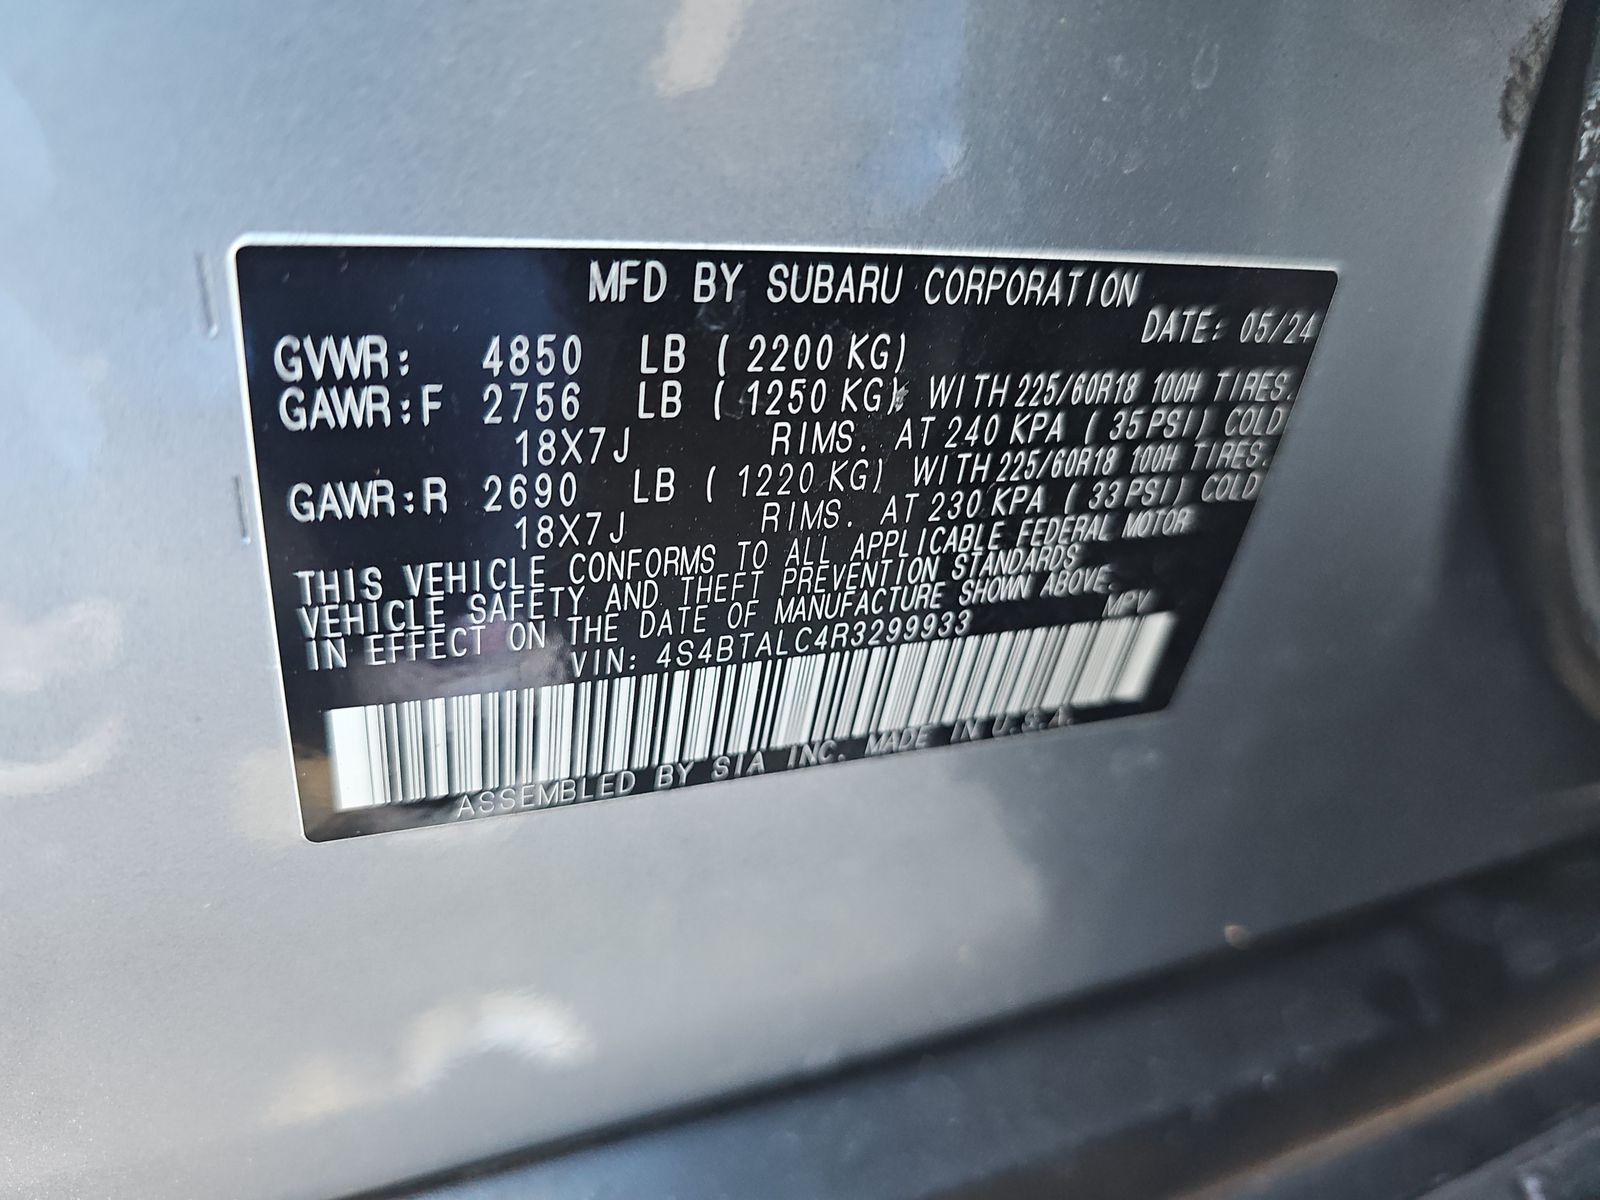 MFD BY SUBARU CORPORATION
DATE: 05/24
GVWR: 4850 LB (2200 KG)
GAWR:F 2756 LB (1250 KG) WITH 225/60R18 100H TIRES.
18X7J RIMS. AT 240 KPA (35 PSI) COLD
GAWR:R 2690 LB (1220 KG) WITH 225/60R18 100H TIRES.
18X7J RIMS. AT 230 KPA (33 PSI) COLD
THIS VEHICLE CONFORMS TO ALL APPLICABLE FEDERAL MOTOR
VEHICLE SAFETY AND THEFT PREVENTION STANDARDS
IN EFFECT ON THE DATE OF MANUFACTURE SHOWN ABOVE.
VIN: 4S4BTALC4R3299933 MPV
ASSEMBLED BY SIA INC. MADE IN U.S.A.